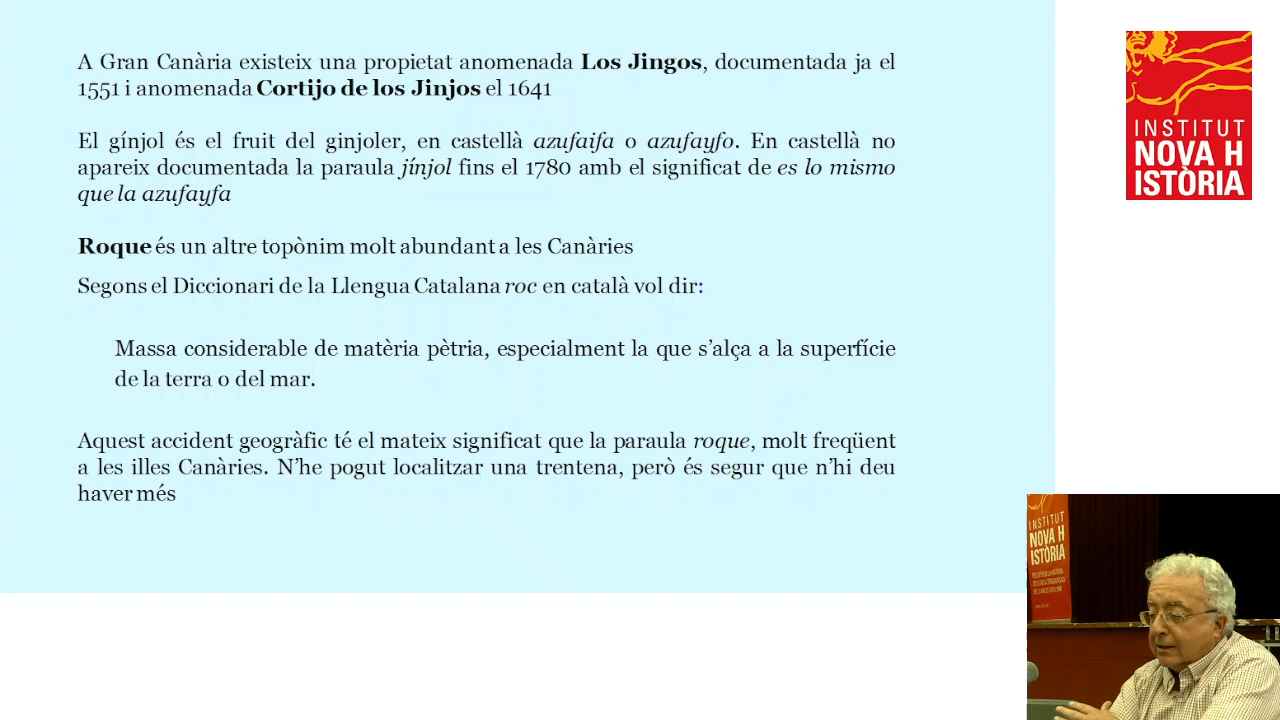 A Gran Canària existeix una propietat anomenada Los Jingos, documentada ja el
1551 i anomenada Cortijo de los Jinjos el 1641
El gínjol és el fruit del ginjoler, en castellà azufaifa o azufayfo. En castellà no
apareix documentada la paraula jínjol fins el 1780 amb el significat de es lo mismo
que la azufayfa
Roque és un altre topònim molt abundant a les Canàries
Segons el Diccionari de la Llengua Catalana roc en català vol dir:
Massa considerable de matèria pètria, especialment la que s'alça a la superfície
de la terra o del mar.
Aquest accident geogràfic té el mateix significat que la paraula roque, molt freqüent
a les illes Canàries. N'he pogut localitzar una trentena, però és segur que n'hi deu
haver més
INSTITUT
NOVA H
ISTÒRIA
INSTITUT
NOVA H
ISTÒRIA